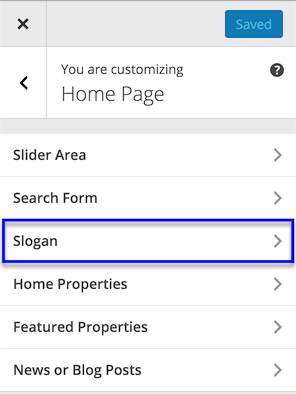 Saved
You are customizing
Home Page
Slider Area
Search Form
Slogan
Home Properties
Featured Properties
News or Blog Posts